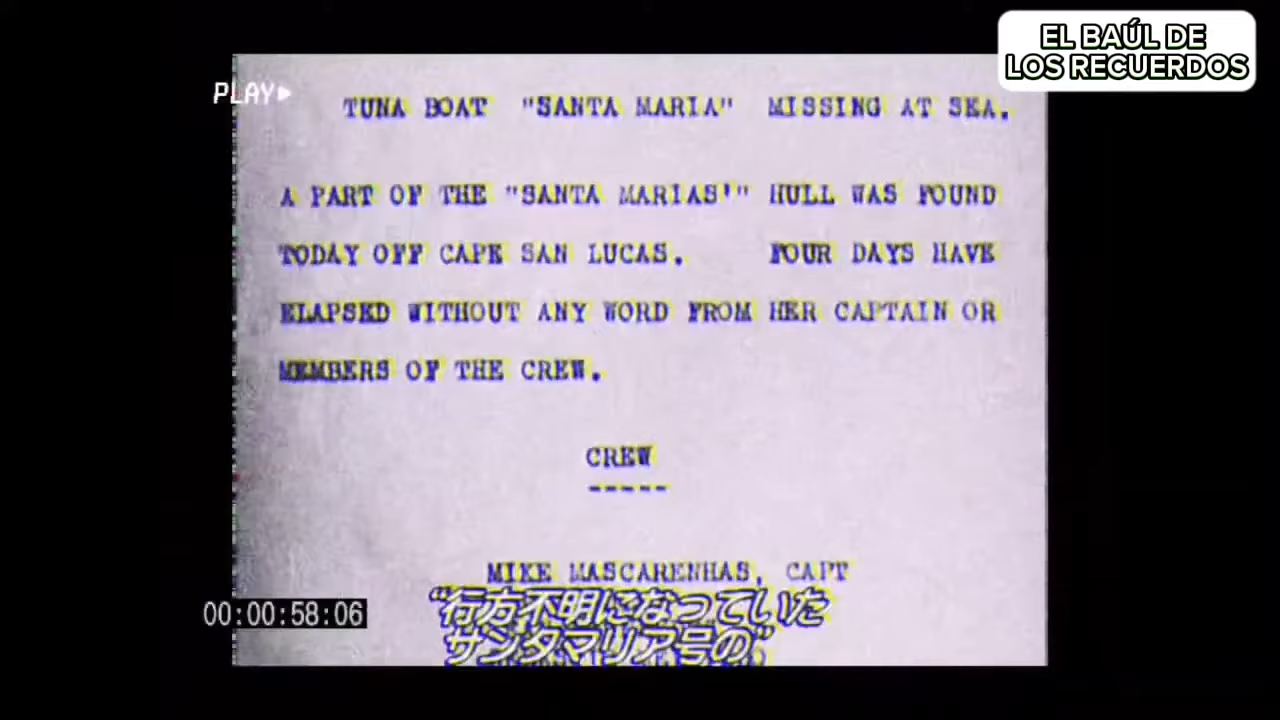 EL BAÚL DE
LOS RECUERDOS
PLAY
TUNA BOAT "SANTA MARIA" MISSING AT SEA.
A PART OF THE "SANTA MARIAS'" HULL WAS FOUND
TODAY OFF CAPE SAN LUCAS. FOUR DAYS HAVE
ELAPSED WITHOUT ANY WORD FROM HER CAPTAIN OR
MEMBERS OF THE CREW.
CREW
-----
MIKE MASCARENHAS, CAPT
“行方不明になっていた
サンタマリア号の”
00:00:58:06